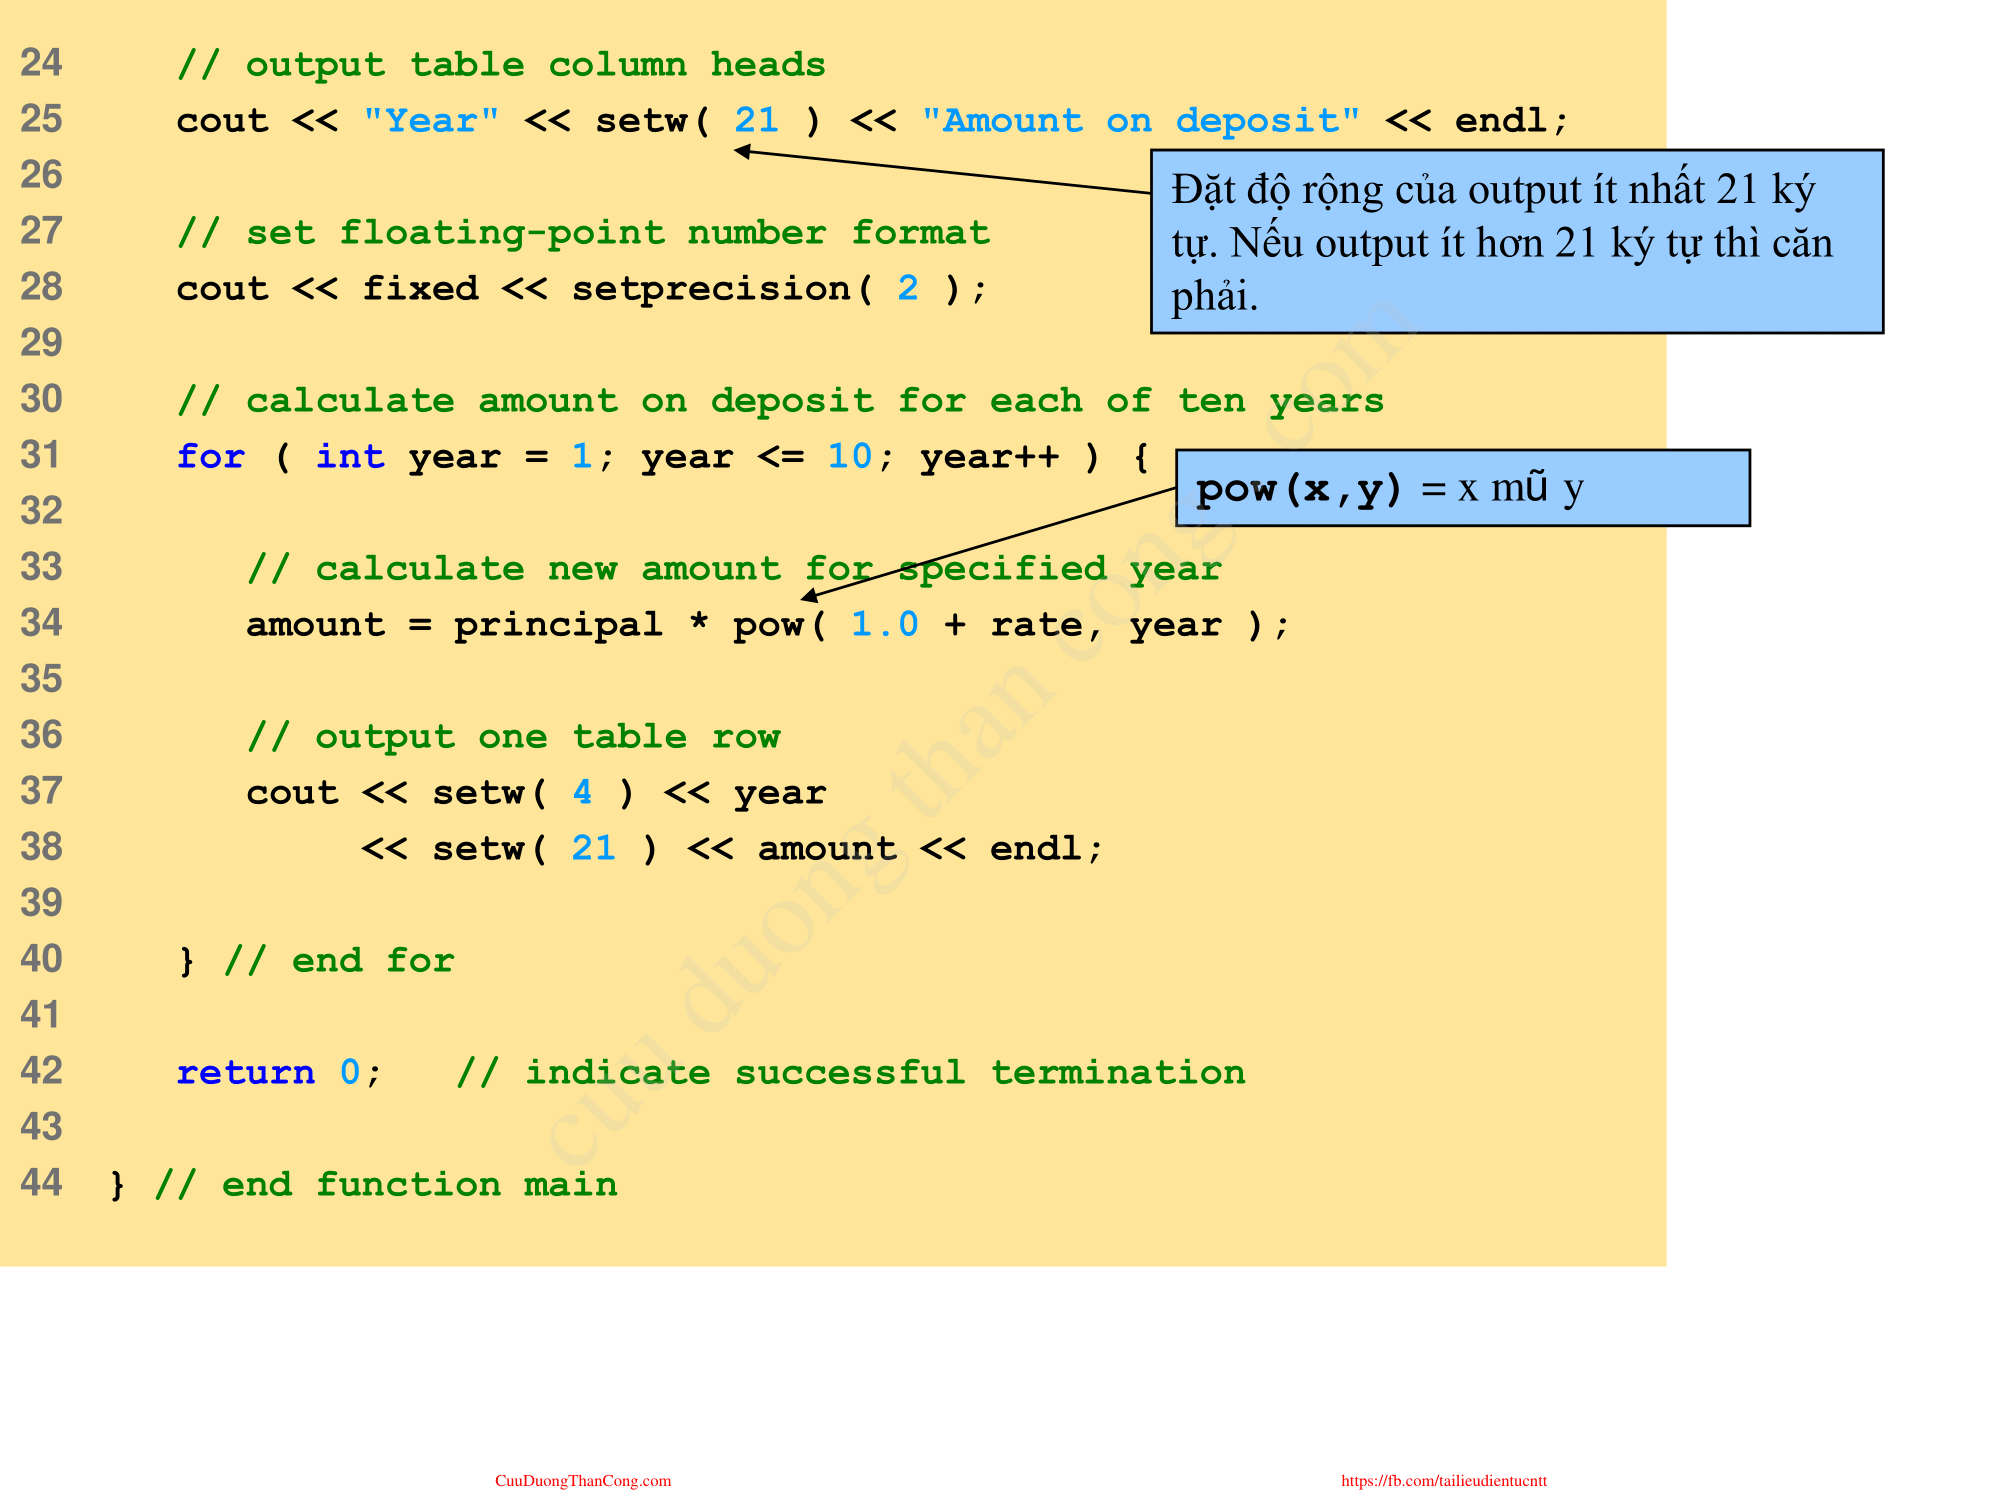 24 // output table column heads
25 cout << "Year" << setw( 21 ) << "Amount on deposit" << endl;
26
27 // set floating-point number format
28 cout << fixed << setprecision( 2 );
29
30 // calculate amount on deposit for each of ten years
31 for ( int year = 1; year <= 10; year++ ) {
32
33 // calculate new amount for specified year
34 amount = principal * pow( 1.0 + rate, year );
35
36 // output one table row
37 cout << setw( 4 ) << year
38 << setw( 21 ) << amount << endl;
39
40 } // end for
41
42 return 0; // indicate successful termination
43
44 } // end function main
Đặt độ rộng của output ít nhất 21 ký
tự. Nếu output ít hơn 21 ký tự thì căn
phải.
pow(x,y) = x mũ y
cuu duong than cong . com
CuuDuongThanCong.com
https://fb.com/tailieudientucntt